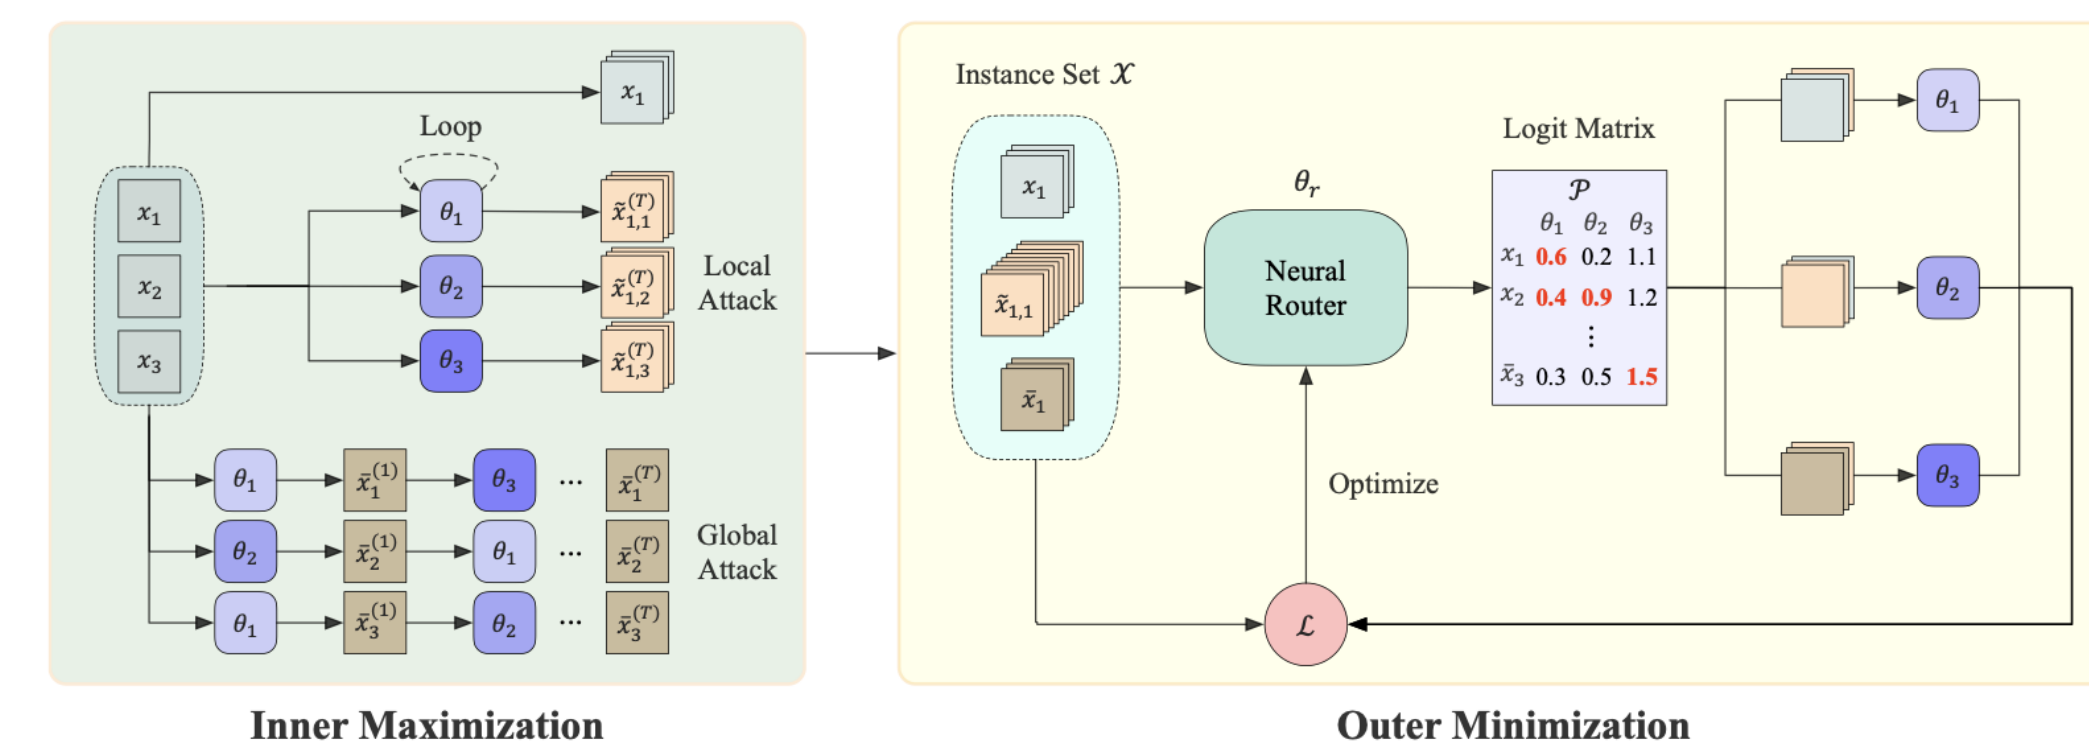 x₁
Loop
x₁
x₂
x₃
θ₁
θ₂
θ₃
x̃₁,₁⁽ᵀ⁾
x̃₁,₂⁽ᵀ⁾
x̃₁,₃⁽ᵀ⁾
Local
Attack
θ₁ x̄₁⁽¹⁾ θ₃ ... x̄₁⁽ᵀ⁾
θ₂ x̄₂⁽¹⁾ θ₁ ... x̄₂⁽ᵀ⁾
θ₁ x̄₃⁽¹⁾ θ₂ ... x̄₃⁽ᵀ⁾
Global
Attack
Inner Maximization
Instance Set 𝒳
x₁
x̃₁,₁
x̄₁
θᵣ
Neural
Router
Optimize
ℒ
Logit Matrix
𝒫
θ₁ θ₂ θ₃
x₁ 0.6 0.2 1.1
x₂ 0.4 0.9 1.2
⋮
x̄₃ 0.3 0.5 1.5
θ₁
θ₂
θ₃
Outer Minimization